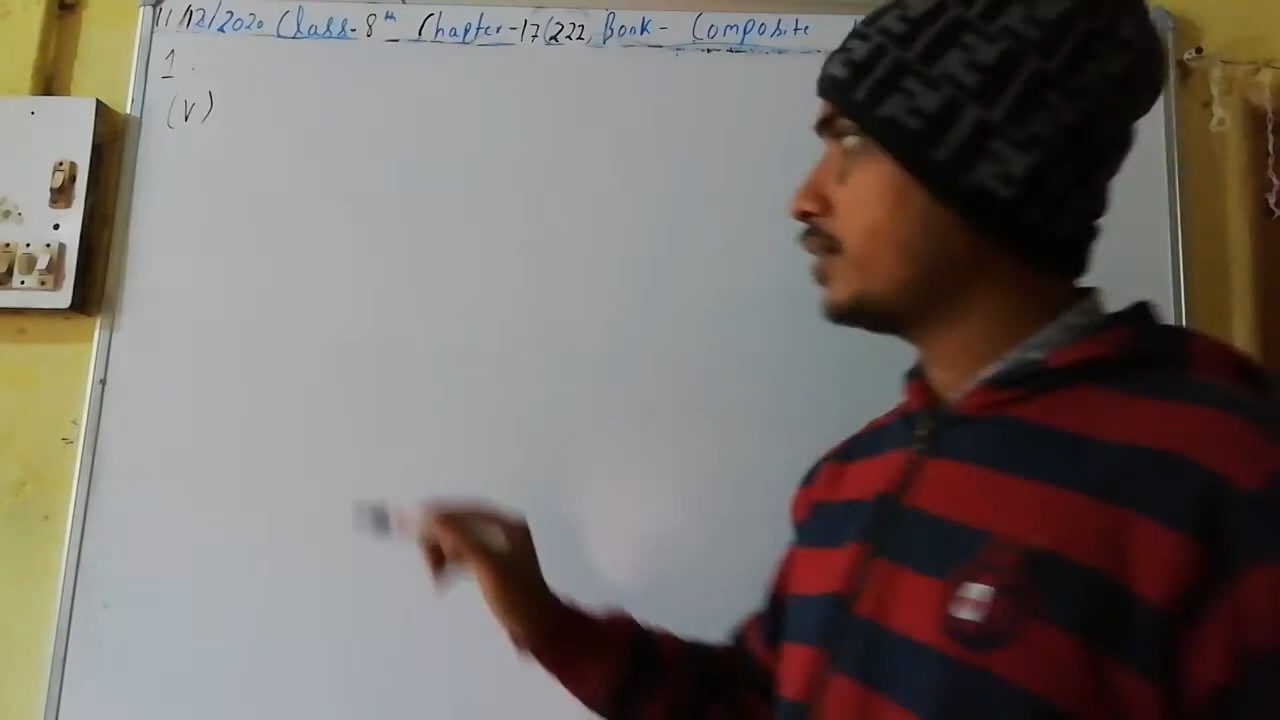 11/12/2020 Class-8th Chapter-17(222, Book - Composite
1.
(V)